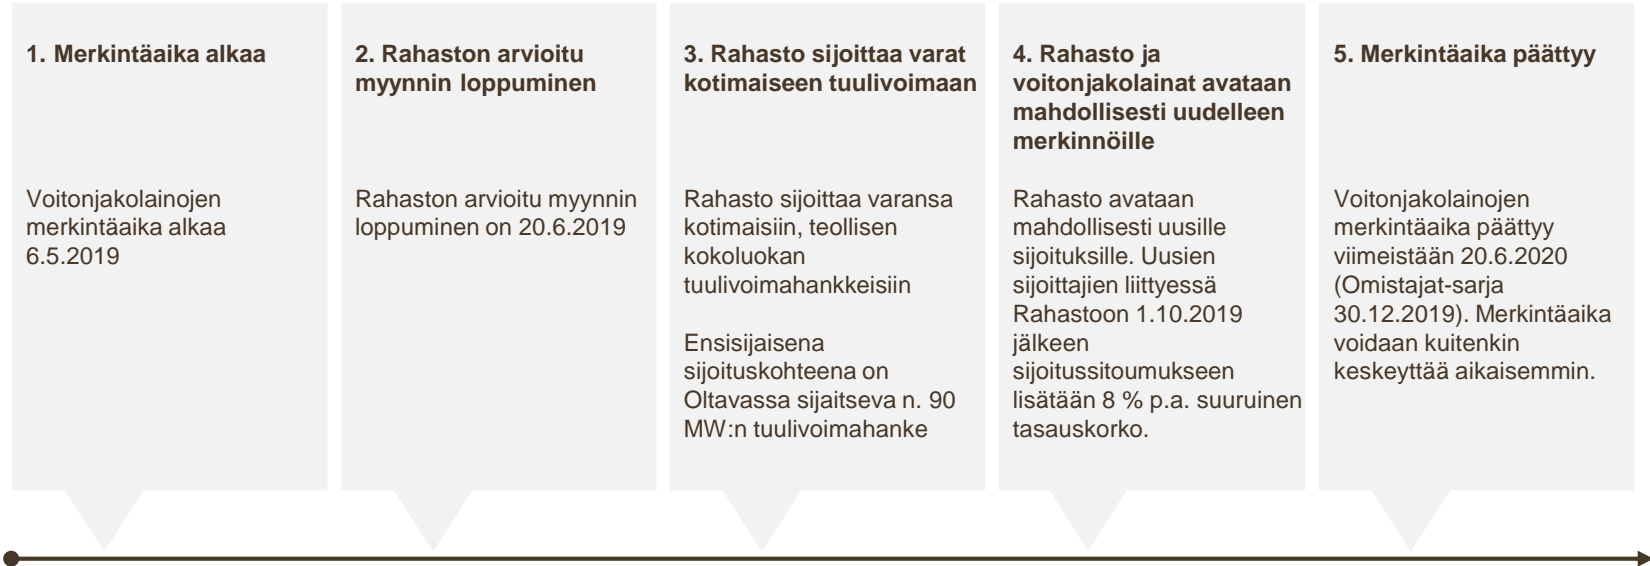 1. Merkintäaika alkaa
Voitonjakolainojen
merkintäaika alkaa
6.5.2019
2. Rahaston arvioitu
myynnin loppuminen
Rahaston arvioitu myynnin
loppuminen on 20.6.2019
3. Rahasto sijoittaa varat
kotimaiseen tuulivoimaan
Rahasto sijoittaa varansa
kotimaisiin, teollisen
kokoluokan
tuulivoimahankkeisiin
Ensisijaisena
sijoituskohteena on
Oltavassa sijaitseva n. 90
MW:n tuulivoimahanke
4. Rahasto ja
voitonjakolainat avataan
mahdollisesti uudelleen
merkinnöille
Rahasto avataan
mahdollisesti uusille
sijoituksille. Uusien
sijoittajien liittyessä
Rahastoon 1.10.2019
jälkeen
sijoitussitoumukseen
lisätään 8 % p.a. suuruinen
tasauskorko.
5. Merkintäaika päättyy
Voitonjakolainojen
merkintäaika päättyy
viimeistään 20.6.2020
(Omistajat-sarja
30.12.2019). Merkintäaika
voidaan kuitenkin
keskeyttää aikaisemmin.